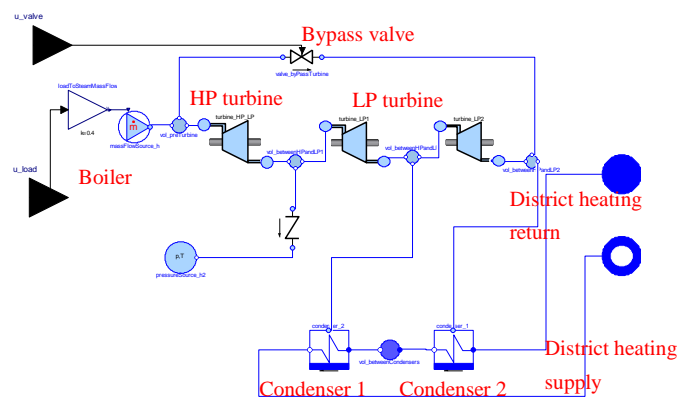 u_valve
Bypass valve
valve_byPassTurbine
loadToSteamMassFlow
HP turbine
LP turbine
turbine_HP_LP
turbine_LP1
turbine_LP2
ṁ
k=0.4
massFlowSource_h
vol_preTurbine
vol_betweenHPandLP1
vol_betweenHPandLP2
u_load
Boiler
District heating
return
p,T
pressureSource_h2
condenser_2
condenser_1
vol_betweenCondensers
District heating
supply
Condenser 1
Condenser 2